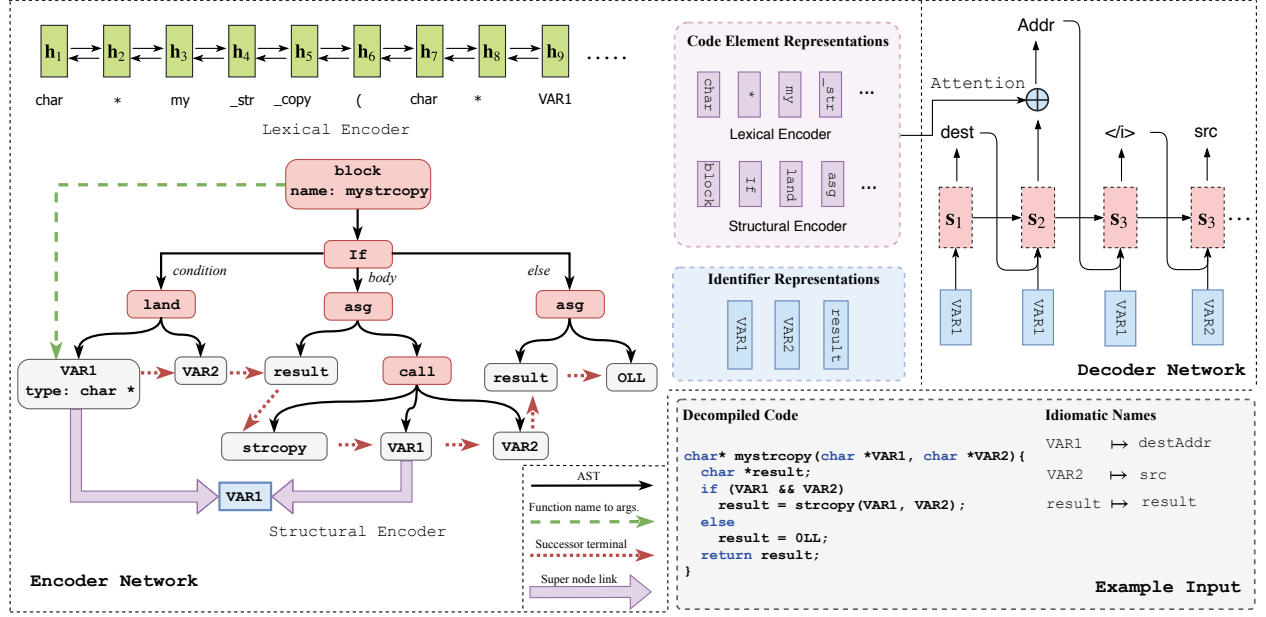 h1 h2 h3 h4 h5 h6 h7 h8 h9 .....
char * my _str _copy ( char * VAR1
Lexical Encoder
block
name: mystrcopy
If
condition body else
land asg asg
VAR1
type: char *
VAR2 result call result OLL
strcopy VAR1 VAR2
VAR1
Structural Encoder
Encoder Network
AST
Function name to args.
Successor terminal
Super node link
Code Element Representations
char * my _str ...
Lexical Encoder
block If land asg ...
Structural Encoder
Identifier Representations
VAR1 VAR2 result
Addr
Attention
dest </i> src
s1 s2 s3 s3 ...
VAR1 VAR1 VAR1 VAR2
Decoder Network
Decompiled Code
char* mystrcopy(char *VAR1, char *VAR2){
char *result;
if (VAR1 && VAR2)
result = strcopy(VAR1, VAR2);
else
result = 0LL;
return result;
}
Idiomatic Names
VAR1 ↦ destAddr
VAR2 ↦ src
result ↦ result
Example Input